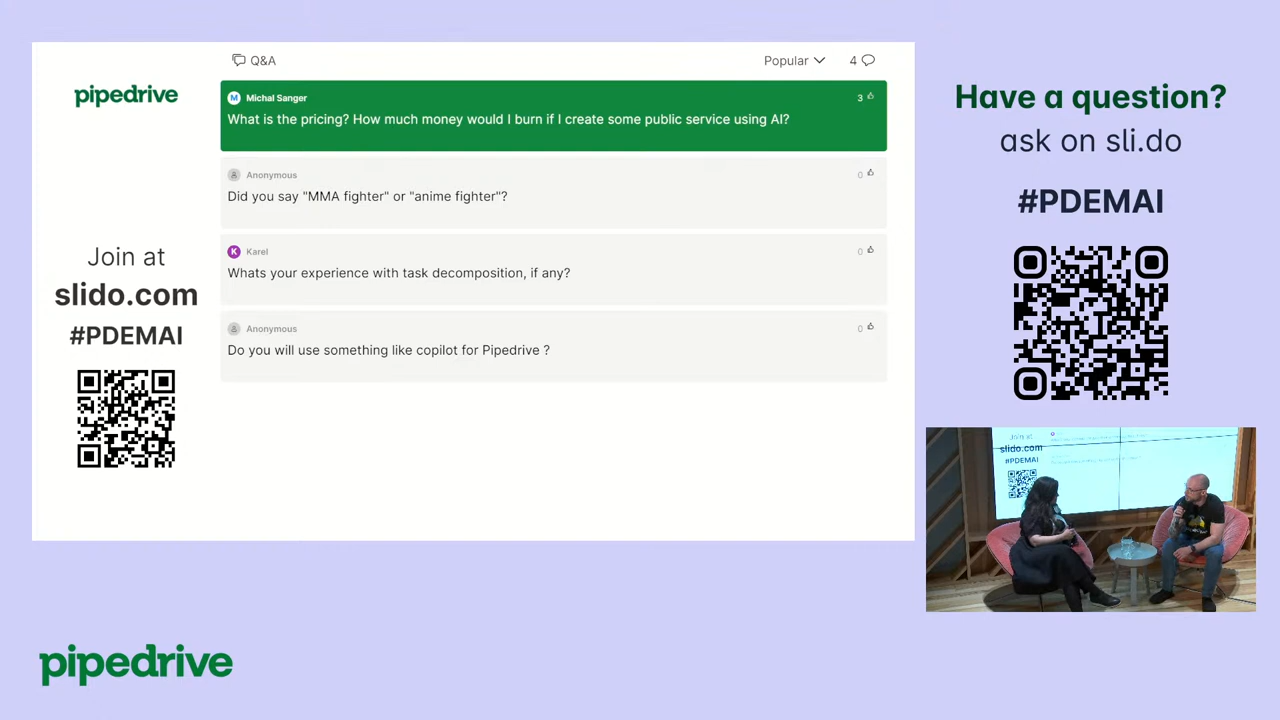 Q&A
Popular
4
pipedrive
M
Michal Sanger
3
What is the pricing? How much money would I burn if I create some public service using AI?
Anonymous
0
Did you say "MMA fighter" or "anime fighter"?
K
Karel
0
Whats your experience with task decomposition, if any?
Anonymous
0
Do you will use something like copilot for Pipedrive ?
Join at
slido.com
#PDEMAI
Have a question?
ask on sli.do
#PDEMAI
Join at
slido.com
#PDEMAI
pipedrive